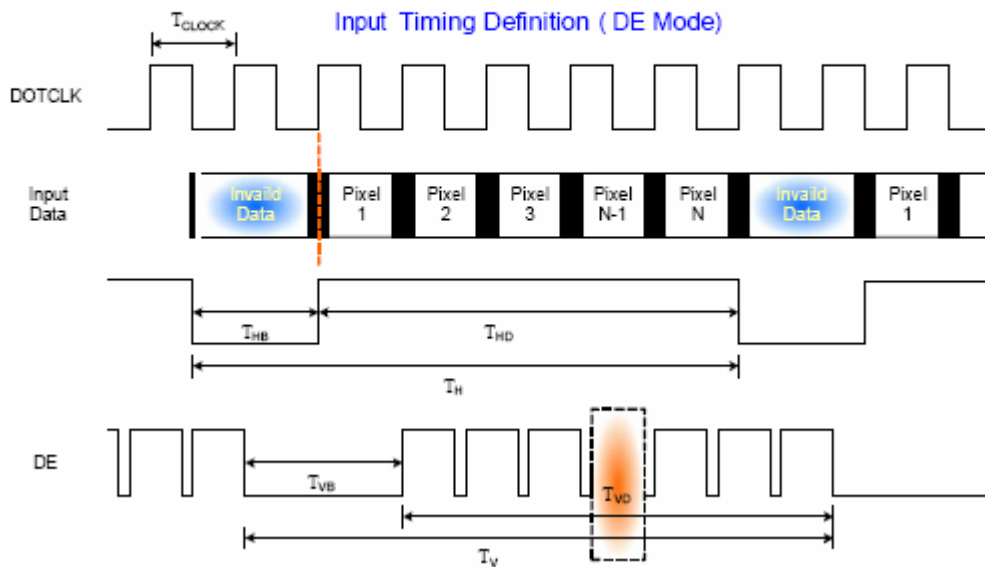 Input Timing Definition ( DE Mode)
TCLOCK
DOTCLK
Input
Data
Invaild
Data
Pixel
1
Pixel
2
Pixel
3
Pixel
N-1
Pixel
N
Invaild
Data
Pixel
1
THB
THD
TH
DE
TVB
TVD
TV